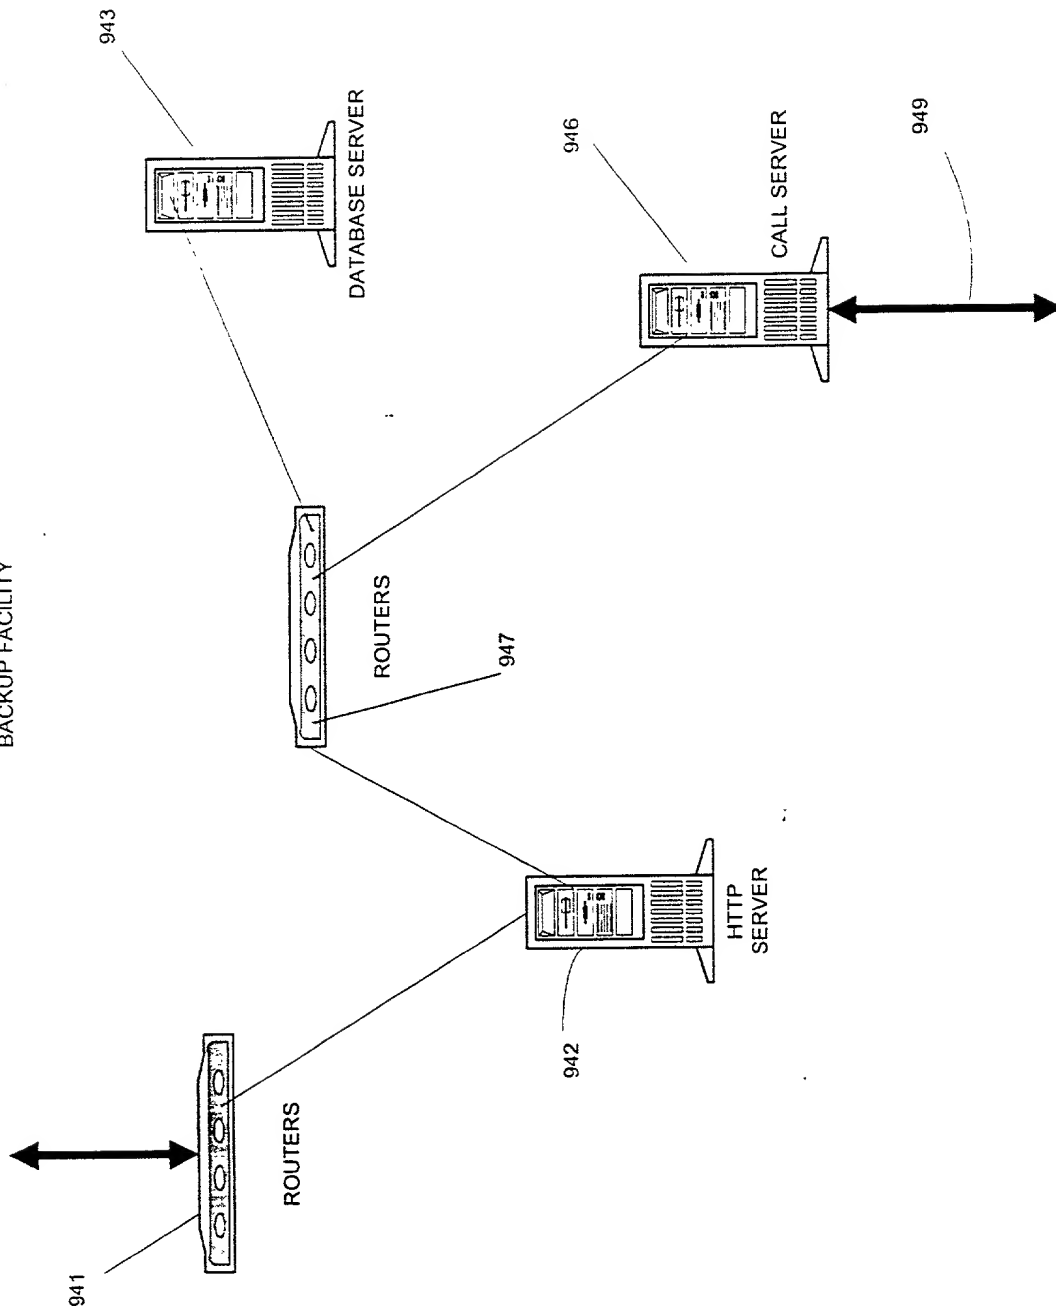 BACKUP FACILITY
943
DATABASE SERVER
946
CALL SERVER
949
ROUTERS
947
HTTP
SERVER
942
ROUTERS
941